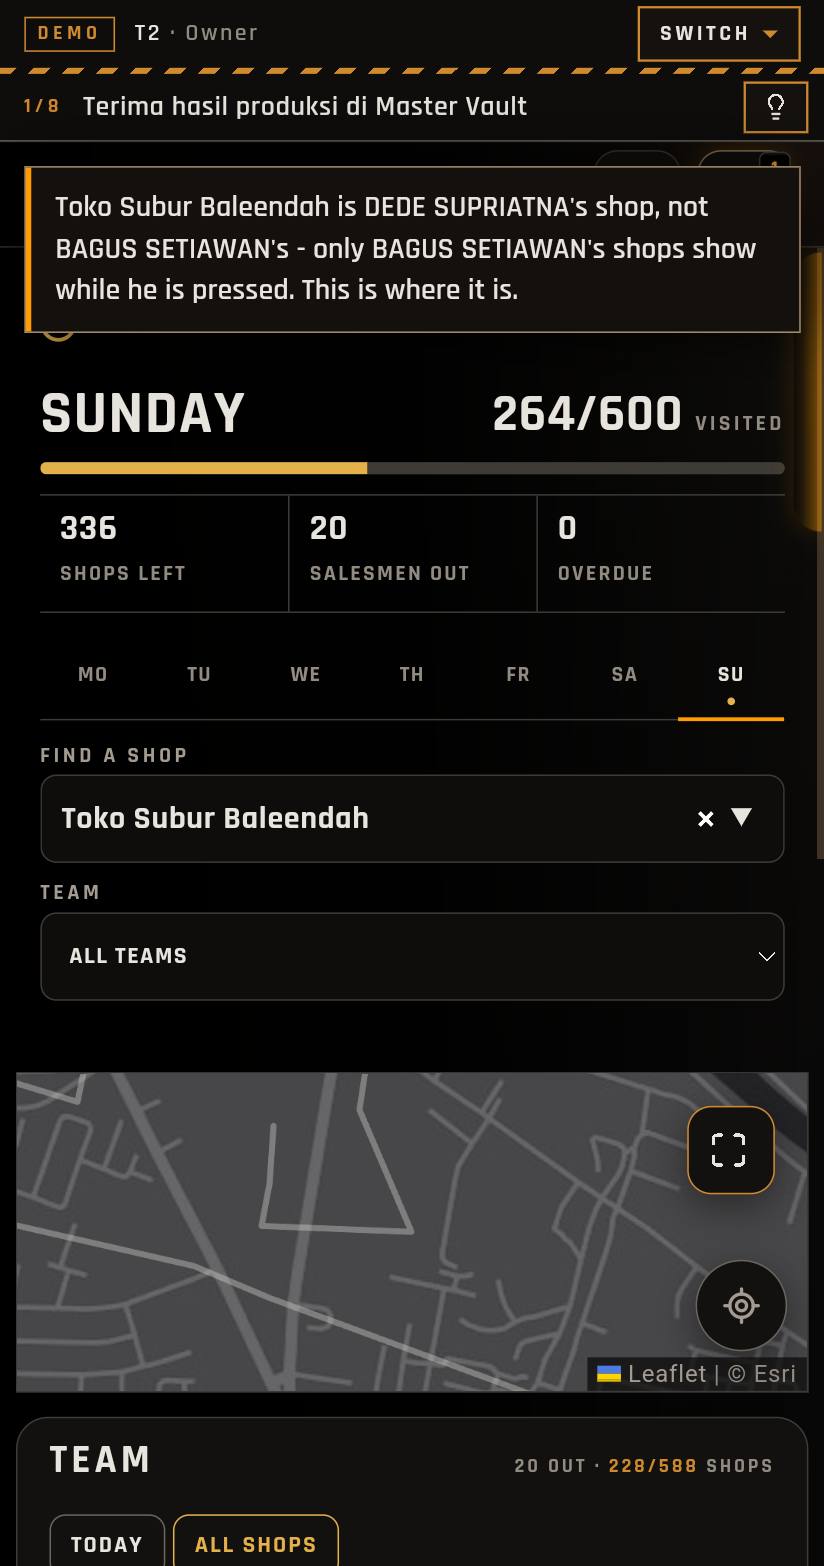 DEMO T2 · Owner SWITCH
1/8 Terima hasil produksi di Master Vault
Toko Subur Baleendah is DEDE SUPRIATNA's shop, not
BAGUS SETIAWAN's - only BAGUS SETIAWAN's shops show
while he is pressed. This is where it is.
SUNDAY 264/600 VISITED
336 20 0
SHOPS LEFT SALESMEN OUT OVERDUE
MO TU WE TH FR SA SU
FIND A SHOP
Toko Subur Baleendah × ▼
TEAM
ALL TEAMS
Leaflet | © Esri
TEAM 20 OUT · 228/588 SHOPS
TODAY ALL SHOPS